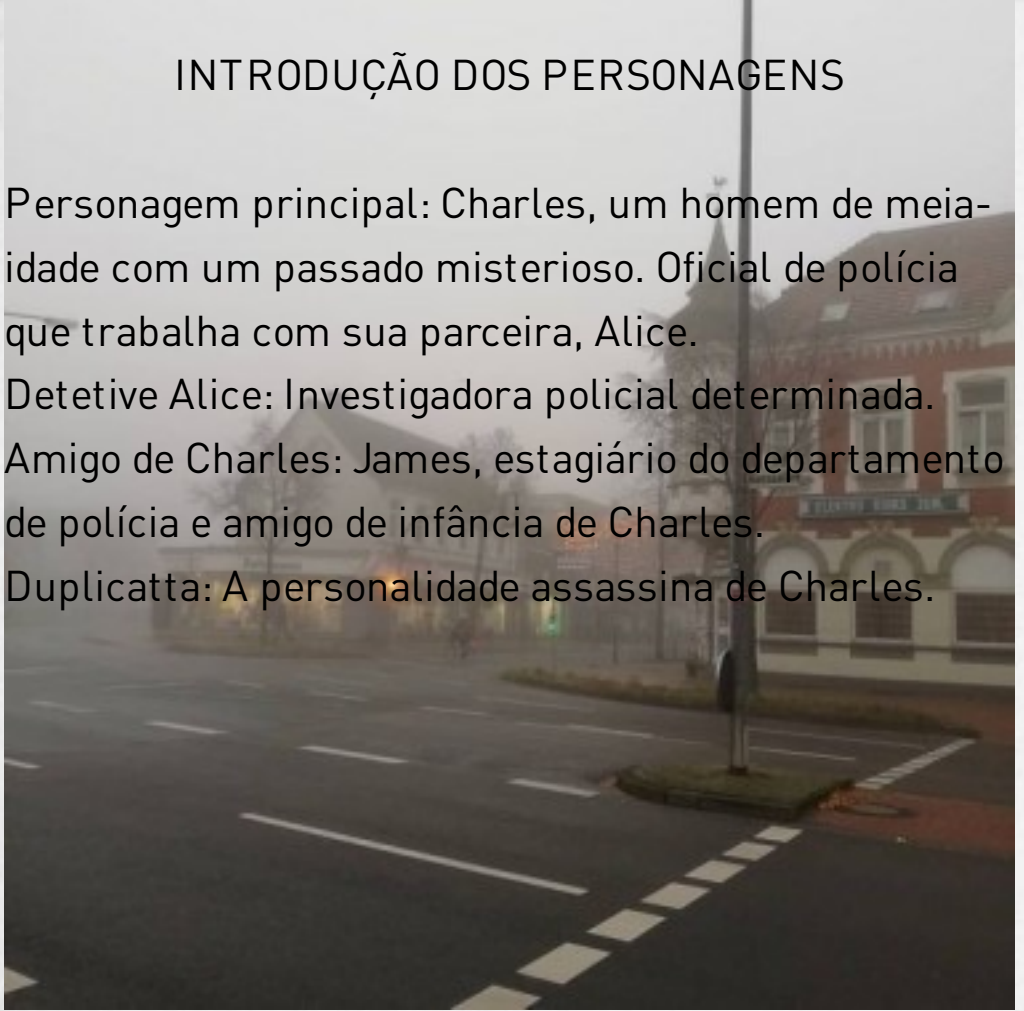 INTRODUÇÃO DOS PERSONAGENS
Personagem principal: Charles, um homem de meia-
idade com um passado misterioso. Oficial de polícia
que trabalha com sua parceira, Alice.
Detetive Alice: Investigadora policial determinada.
Amigo de Charles: James, estagiário do departamento
de polícia e amigo de infância de Charles.
Duplicatta: A personalidade assassina de Charles.